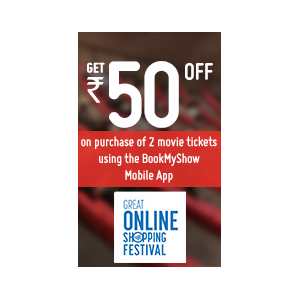 GET
₹50 OFF
on purchase of 2 movie tickets
using the BookMyShow
Mobile App
GREAT
ONLINE
SHOPPING
FESTIVAL